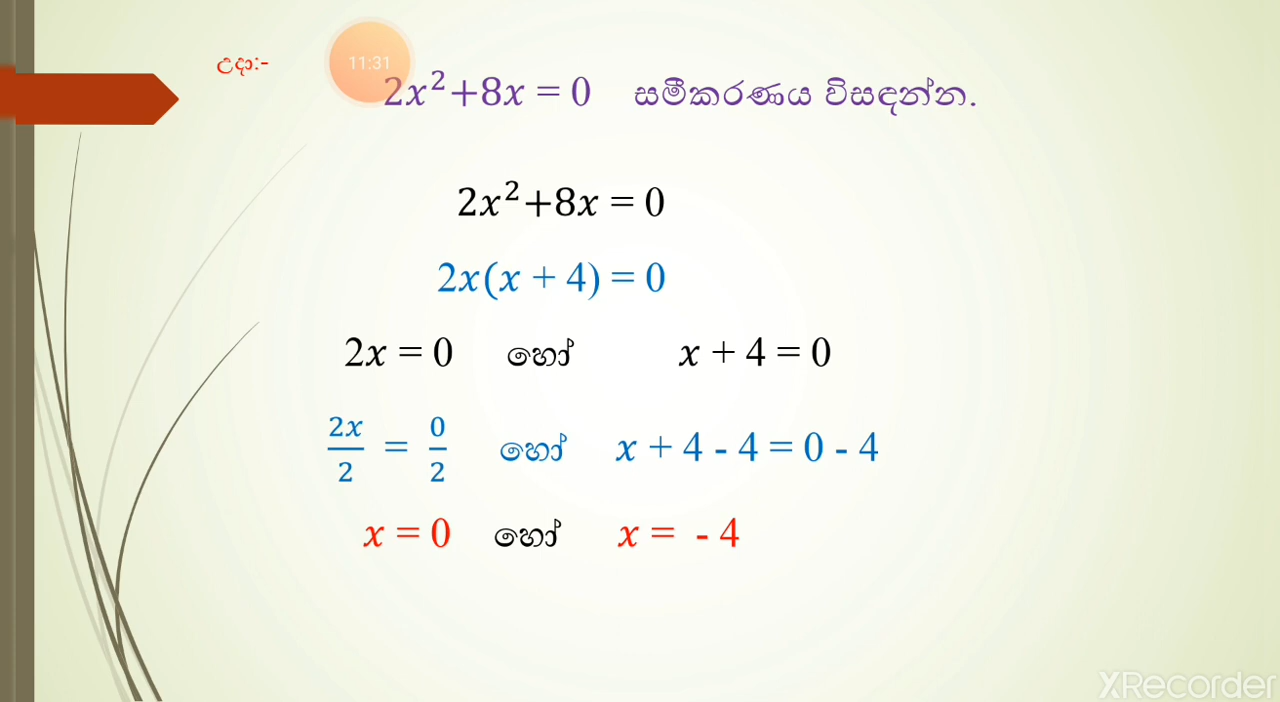 උදා:-
11:31
2x²+8x = 0 සමීකරණය විසඳන්න.
2x²+8x = 0
2x(x + 4) = 0
2x = 0 හෝ x + 4 = 0
2x/2 = 0/2 හෝ x + 4 - 4 = 0 - 4
x = 0 හෝ x = - 4
XRecorder